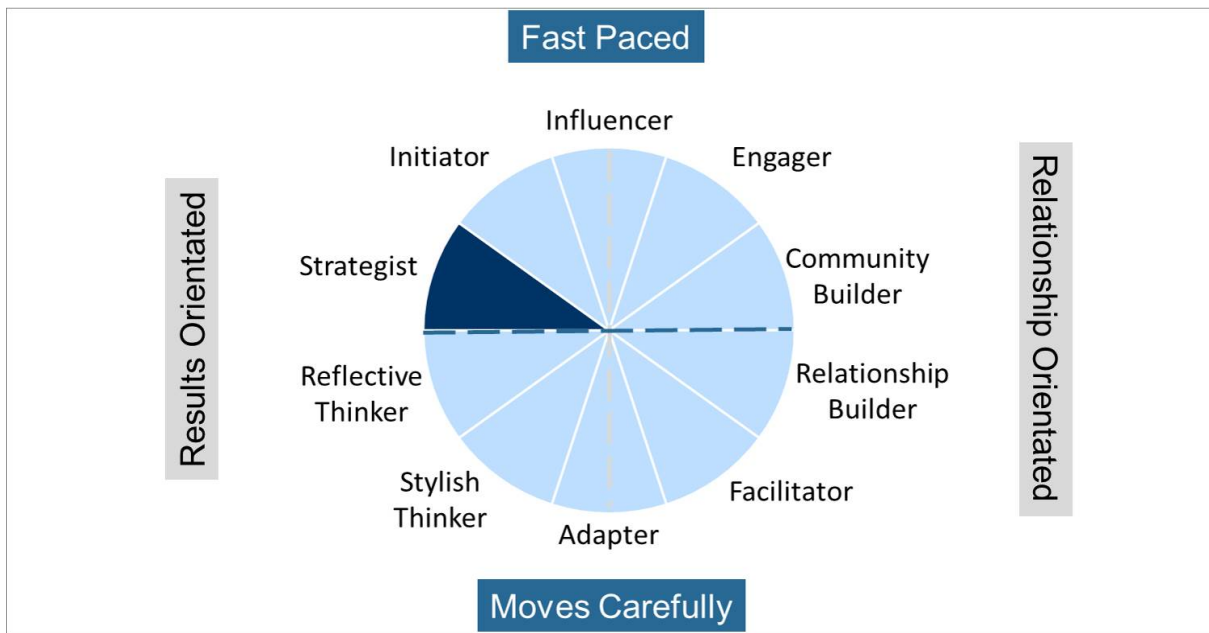 Fast Paced
Influencer
Initiator
Engager
Results Orientated
Relationship Orientated
Strategist
Community
Builder
Reflective
Thinker
Relationship
Builder
Stylish
Thinker
Facilitator
Adapter
Moves Carefully